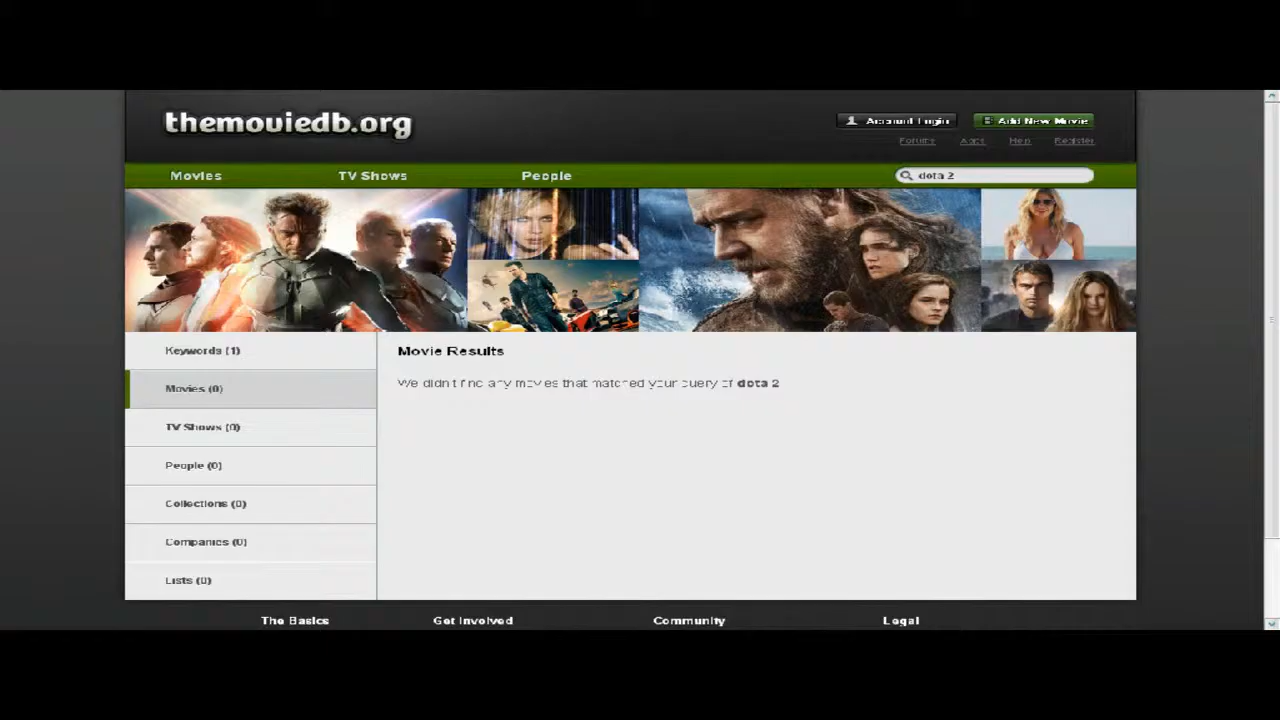 themoviedb.org
Account Login
Add New Movie
Forums Apps Help Register
Movies TV Shows People
dota 2
Keywords (1)
Movies (0)
TV Shows (0)
People (0)
Collections (0)
Companies (0)
Lists (0)
Movie Results
We didn't find any movies that matched your query of dota 2
The Basics Get Involved Community Legal